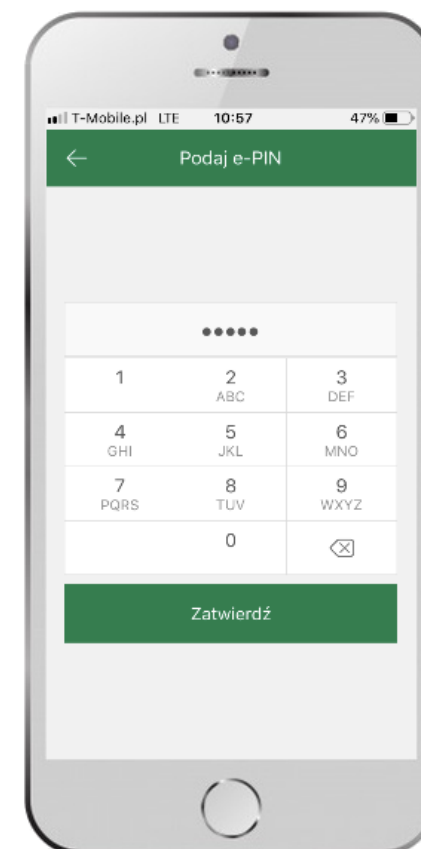 T-Mobile.pl LTE 10:57 47%
Podaj e-PIN
•••••
1 2 3
ABC DEF
4 5 6
GHI JKL MNO
7 8 9
PQRS TUV WXYZ
0
Zatwierdź